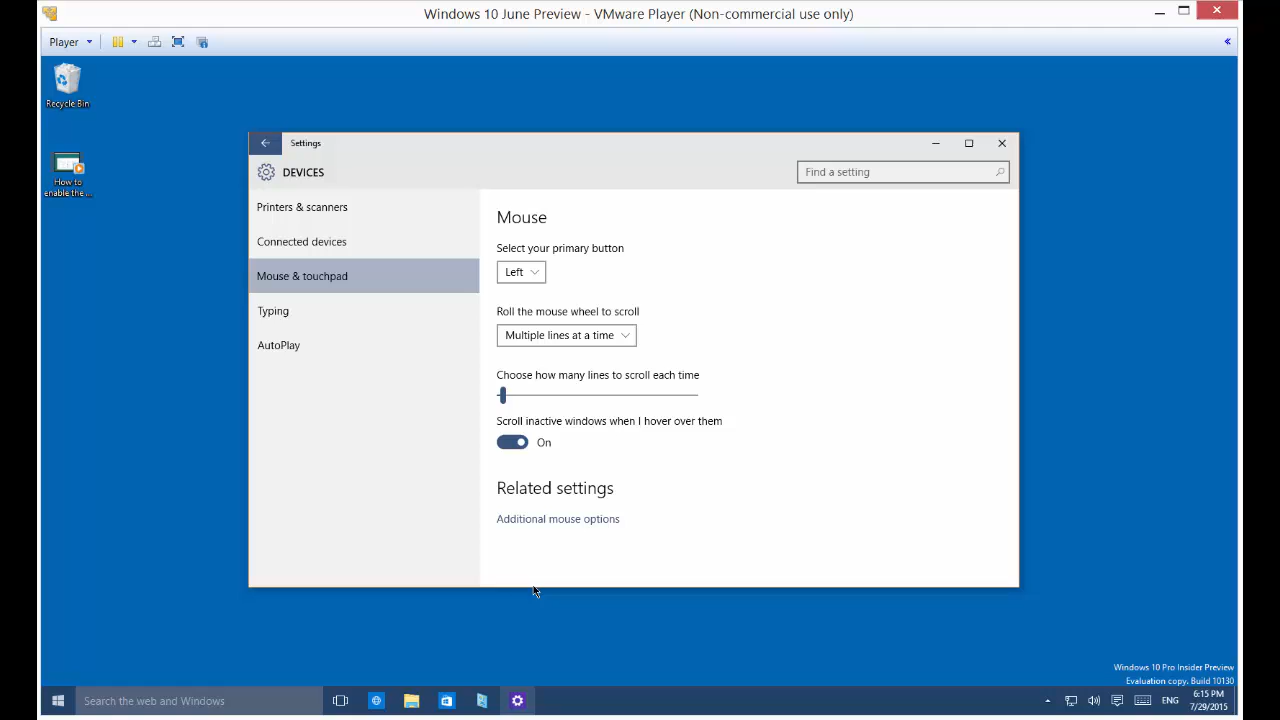 Windows 10 June Preview - VMware Player (Non-commercial use only)
Player
«
Recycle Bin
How to
enable the ...
Settings
DEVICES
Find a setting
Printers & scanners
Connected devices
Mouse & touchpad
Typing
AutoPlay
Mouse
Select your primary button
Left
Roll the mouse wheel to scroll
Multiple lines at a time
Choose how many lines to scroll each time
Scroll inactive windows when I hover over them
On
Related settings
Additional mouse options
Windows 10 Pro Insider Preview
Evaluation copy. Build 10130
Search the web and Windows
ENG
6:15 PM
7/29/2015